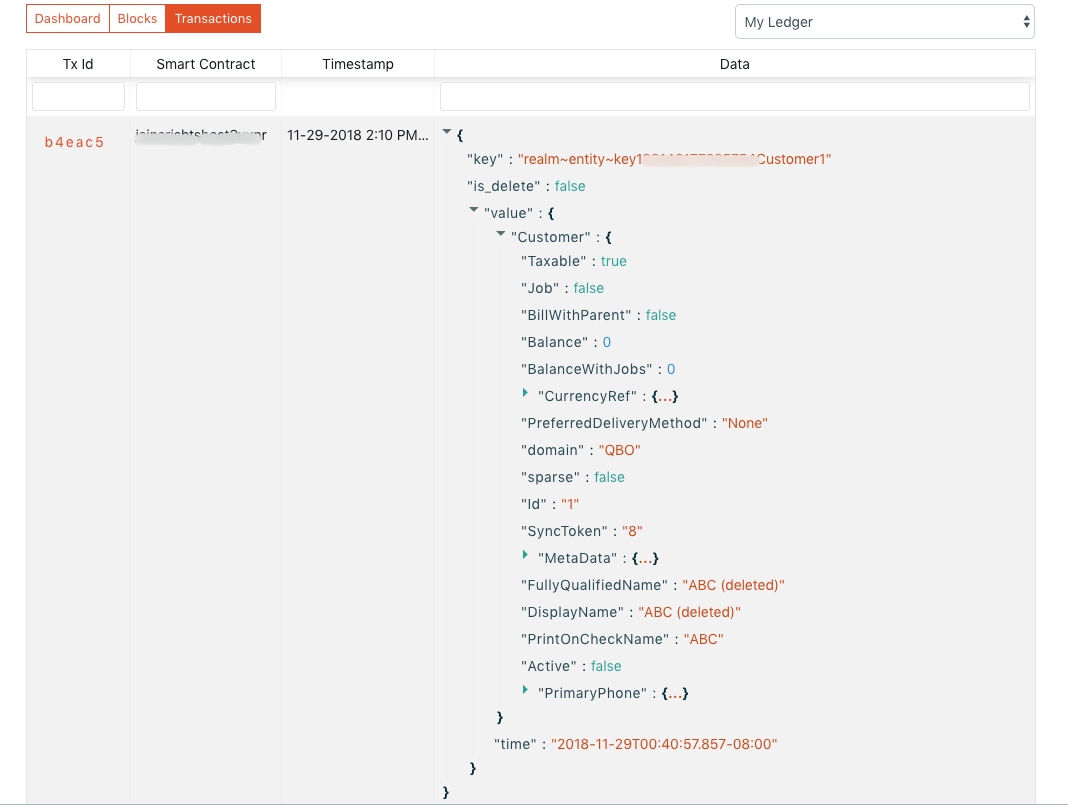 Dashboard Blocks Transactions My Ledger
Tx Id Smart Contract Timestamp Data
b4eac5 11-29-2018 2:10 PM... {
"key" : "realm~entity~key1 Customer1"
"is_delete" : false
"value" : {
"Customer" : {
"Taxable" : true
"Job" : false
"BillWithParent" : false
"Balance" : 0
"BalanceWithJobs" : 0
"CurrencyRef" : {...}
"PreferredDeliveryMethod" : "None"
"domain" : "QBO"
"sparse" : false
"Id" : "1"
"SyncToken" : "8"
"MetaData" : {...}
"FullyQualifiedName" : "ABC (deleted)"
"DisplayName" : "ABC (deleted)"
"PrintOnCheckName" : "ABC"
"Active" : false
"PrimaryPhone" : {...}
}
"time" : "2018-11-29T00:40:57.857-08:00"
}
}